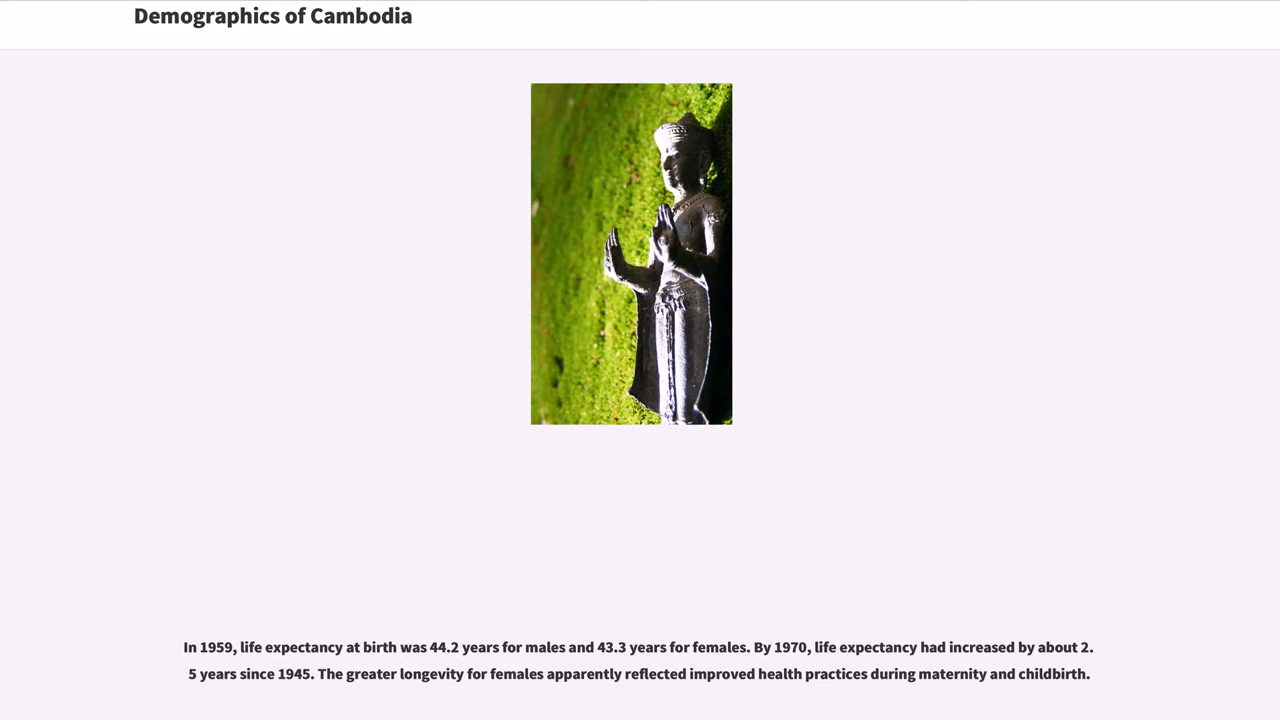 Demographics of Cambodia
In 1959, life expectancy at birth was 44.2 years for males and 43.3 years for females. By 1970, life expectancy had increased by about 2.
5 years since 1945. The greater longevity for females apparently reflected improved health practices during maternity and childbirth.